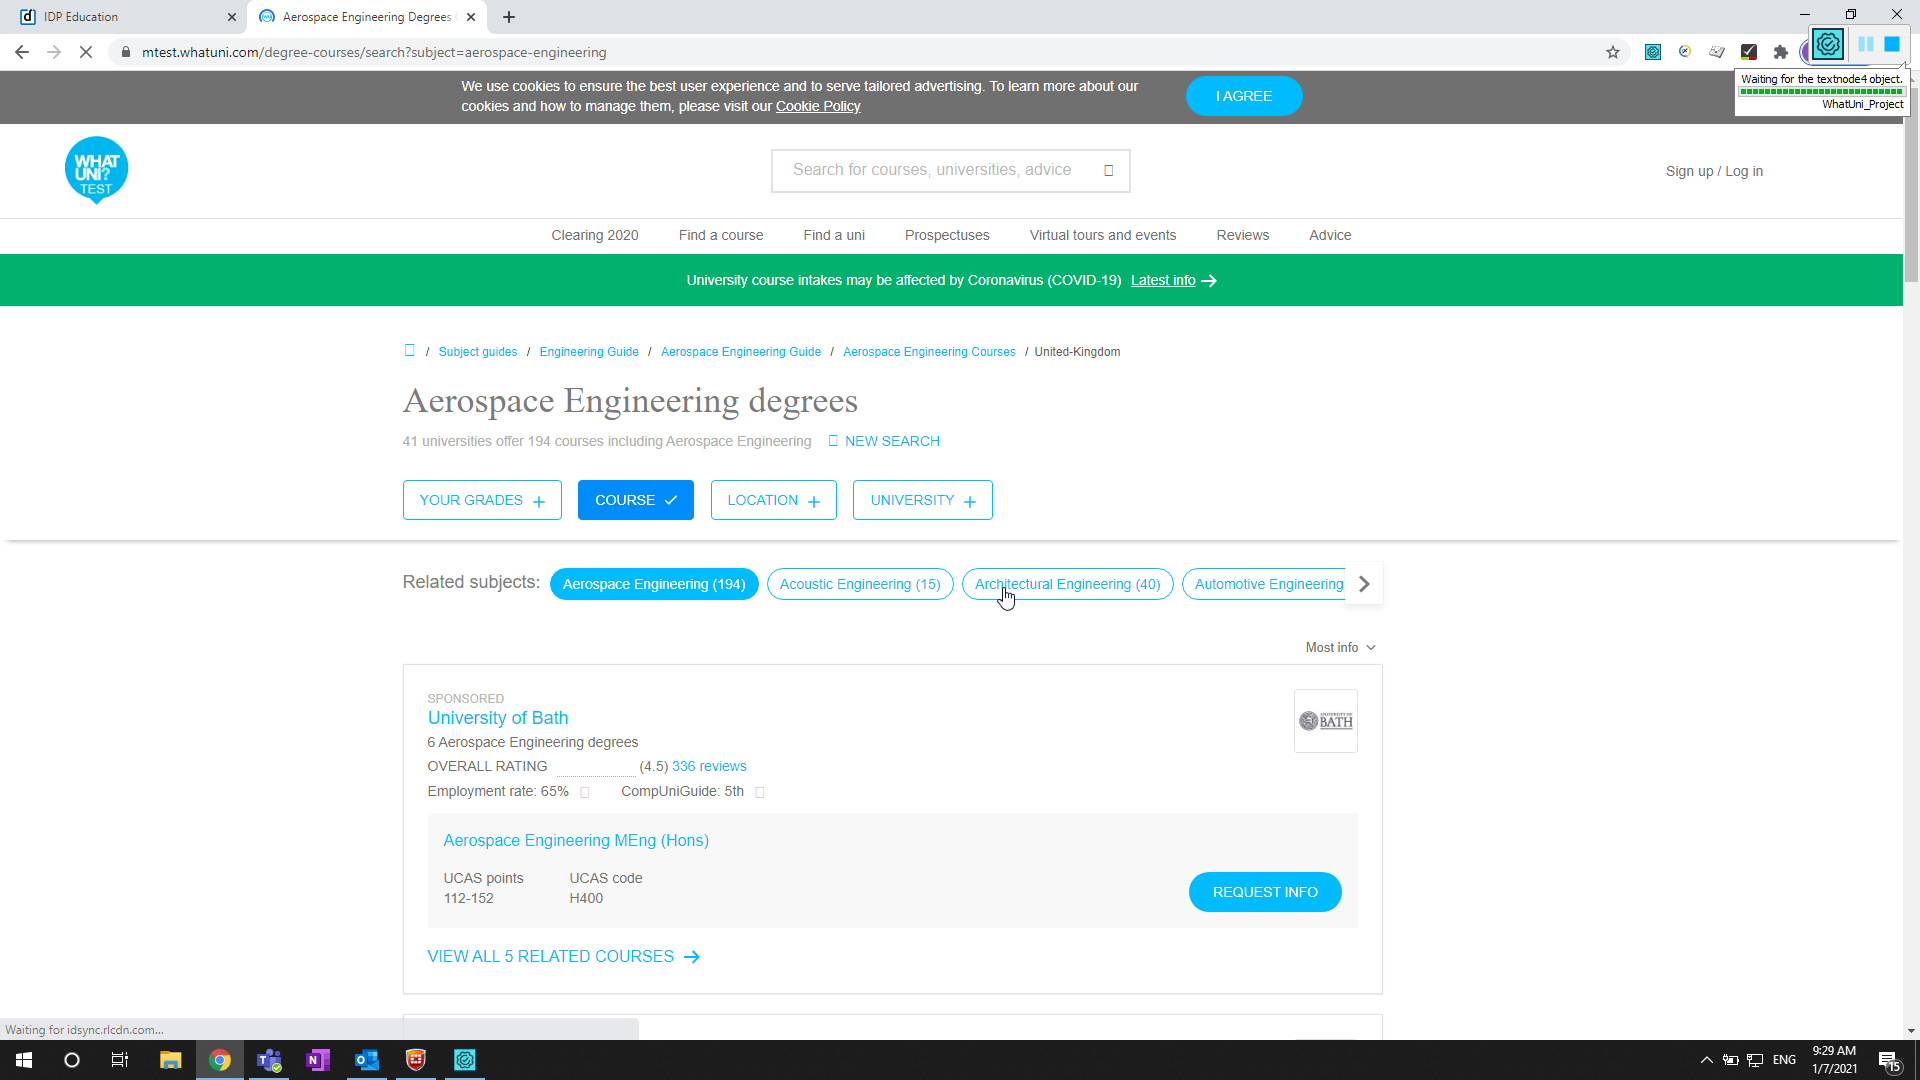 IDP Education
Aerospace Engineering Degrees
mtest.whatuni.com/degree-courses/search?subject=aerospace-engineering
Waiting for the textnode4 object.
WhatUni_Project
We use cookies to ensure the best user experience and to serve tailored advertising. To learn more about our
cookies and how to manage them, please visit our Cookie Policy
I AGREE
WHAT
UNI?
TEST
Search for courses, universities, advice
Sign up / Log in
Clearing 2020 Find a course Find a uni Prospectuses Virtual tours and events Reviews Advice
University course intakes may be affected by Coronavirus (COVID-19) Latest info
/ Subject guides / Engineering Guide / Aerospace Engineering Guide / Aerospace Engineering Courses / United-Kingdom
Aerospace Engineering degrees
41 universities offer 194 courses including Aerospace Engineering NEW SEARCH
YOUR GRADES COURSE LOCATION UNIVERSITY
Related subjects: Aerospace Engineering (194) Acoustic Engineering (15) Architectural Engineering (40) Automotive Engineering
Most info
SPONSORED
University of Bath
UNIVERSITY OF
BATH
6 Aerospace Engineering degrees
OVERALL RATING (4.5) 336 reviews
Employment rate: 65% CompUniGuide: 5th
Aerospace Engineering MEng (Hons)
UCAS points UCAS code
112-152 H400
REQUEST INFO
VIEW ALL 5 RELATED COURSES
Waiting for idsync.rlcdn.com...
ENG
9:29 AM
1/7/2021
15